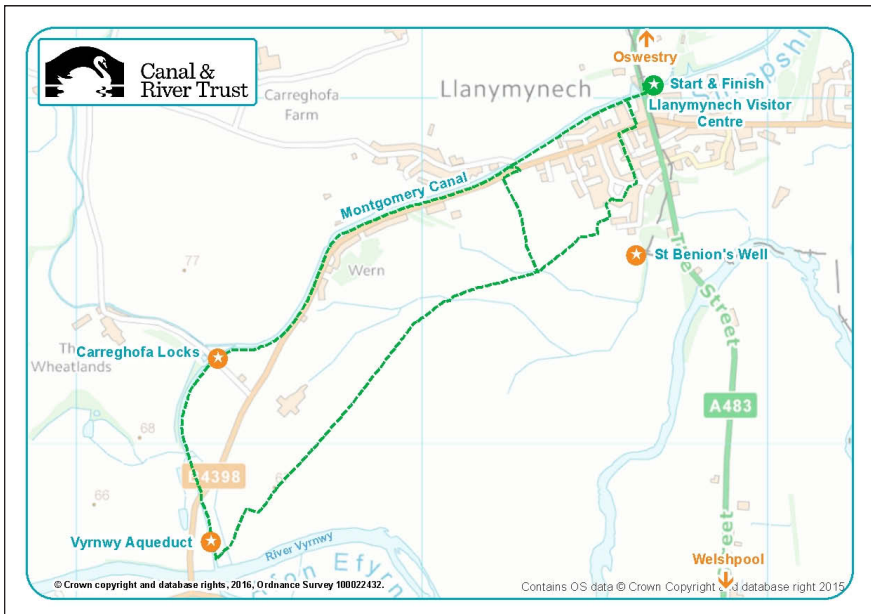 Canal &
River Trust
Oswestry
Start & Finish
Llanymynech Visitor
Centre
Llanymynech
Carreghofa
Farm
Montgomery Canal
Wern
77
St Benion's Well
Street
Carreghofa Locks
The
Wheatlands
A483
68
B4398
66
Vyrnwy Aqueduct
River Vyrnwy
Welshpool
© Crown copyright and database rights, 2016, Ordnance Survey 100022432.
Contains OS data © Crown Copyright and database right 2015